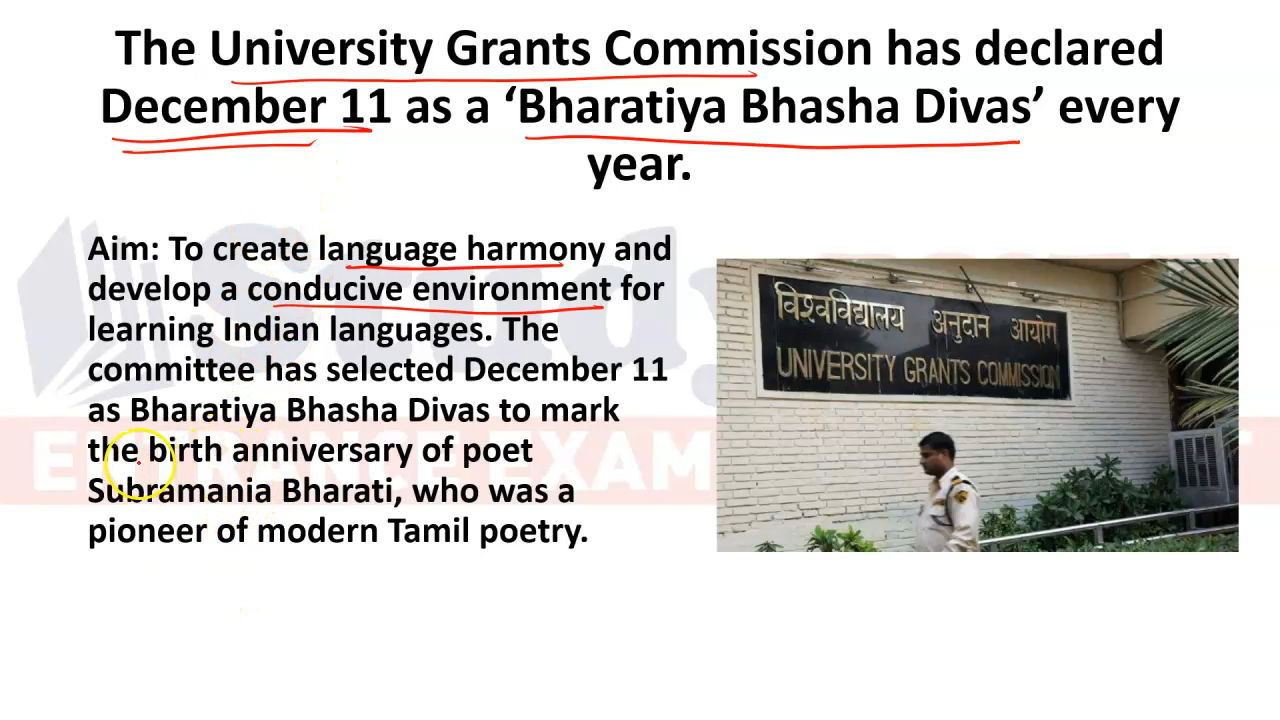 The University Grants Commission has declared
December 11 as a ‘Bharatiya Bhasha Divas’ every
year.
Aim: To create language harmony and
develop a conducive environment for
learning Indian languages. The
committee has selected December 11
as Bharatiya Bhasha Divas to mark
the birth anniversary of poet
Subramania Bharati, who was a
pioneer of modern Tamil poetry.
विश्वविद्यालय अनुदान आयोग
UNIVERSITY GRANTS COMMISSION
Study
ENTRANCE EXAM